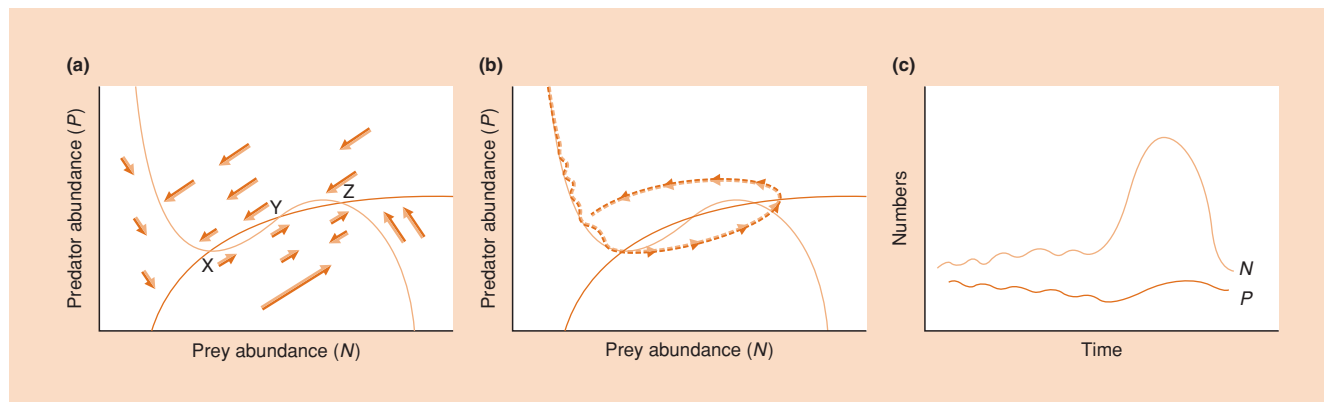 (a)
Predator abundance (P)
X
Y
Z
Prey abundance (N)
(b)
Predator abundance (P)
Prey abundance (N)
(c)
Numbers
N
P
Time